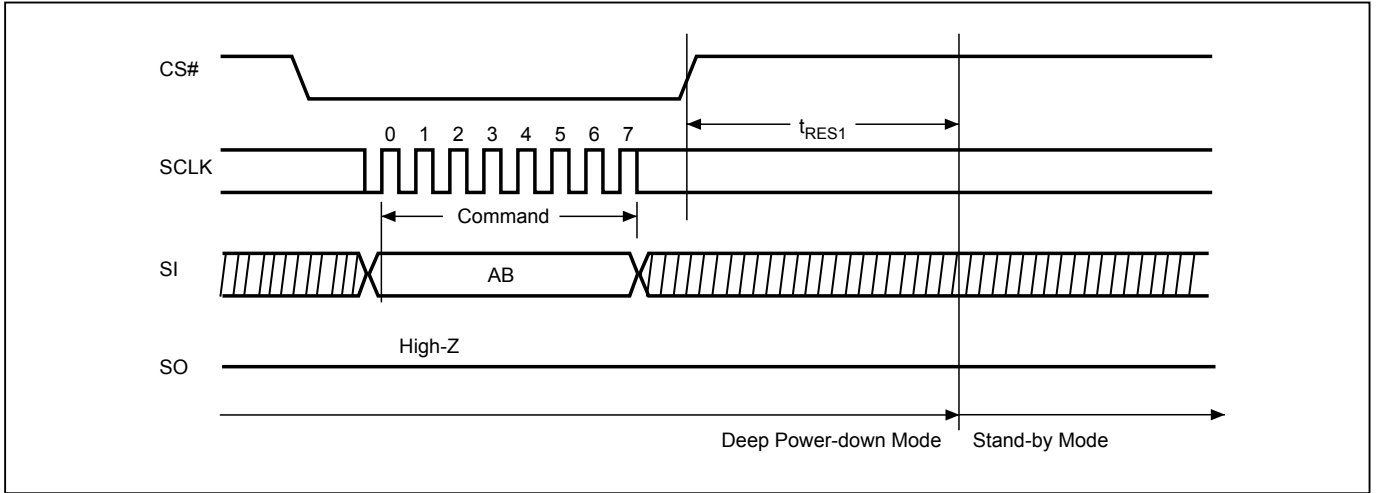 CS#
tRES1
0 1 2 3 4 5 6 7
SCLK
Command
SI
AB
High-Z
SO
Deep Power-down Mode Stand-by Mode